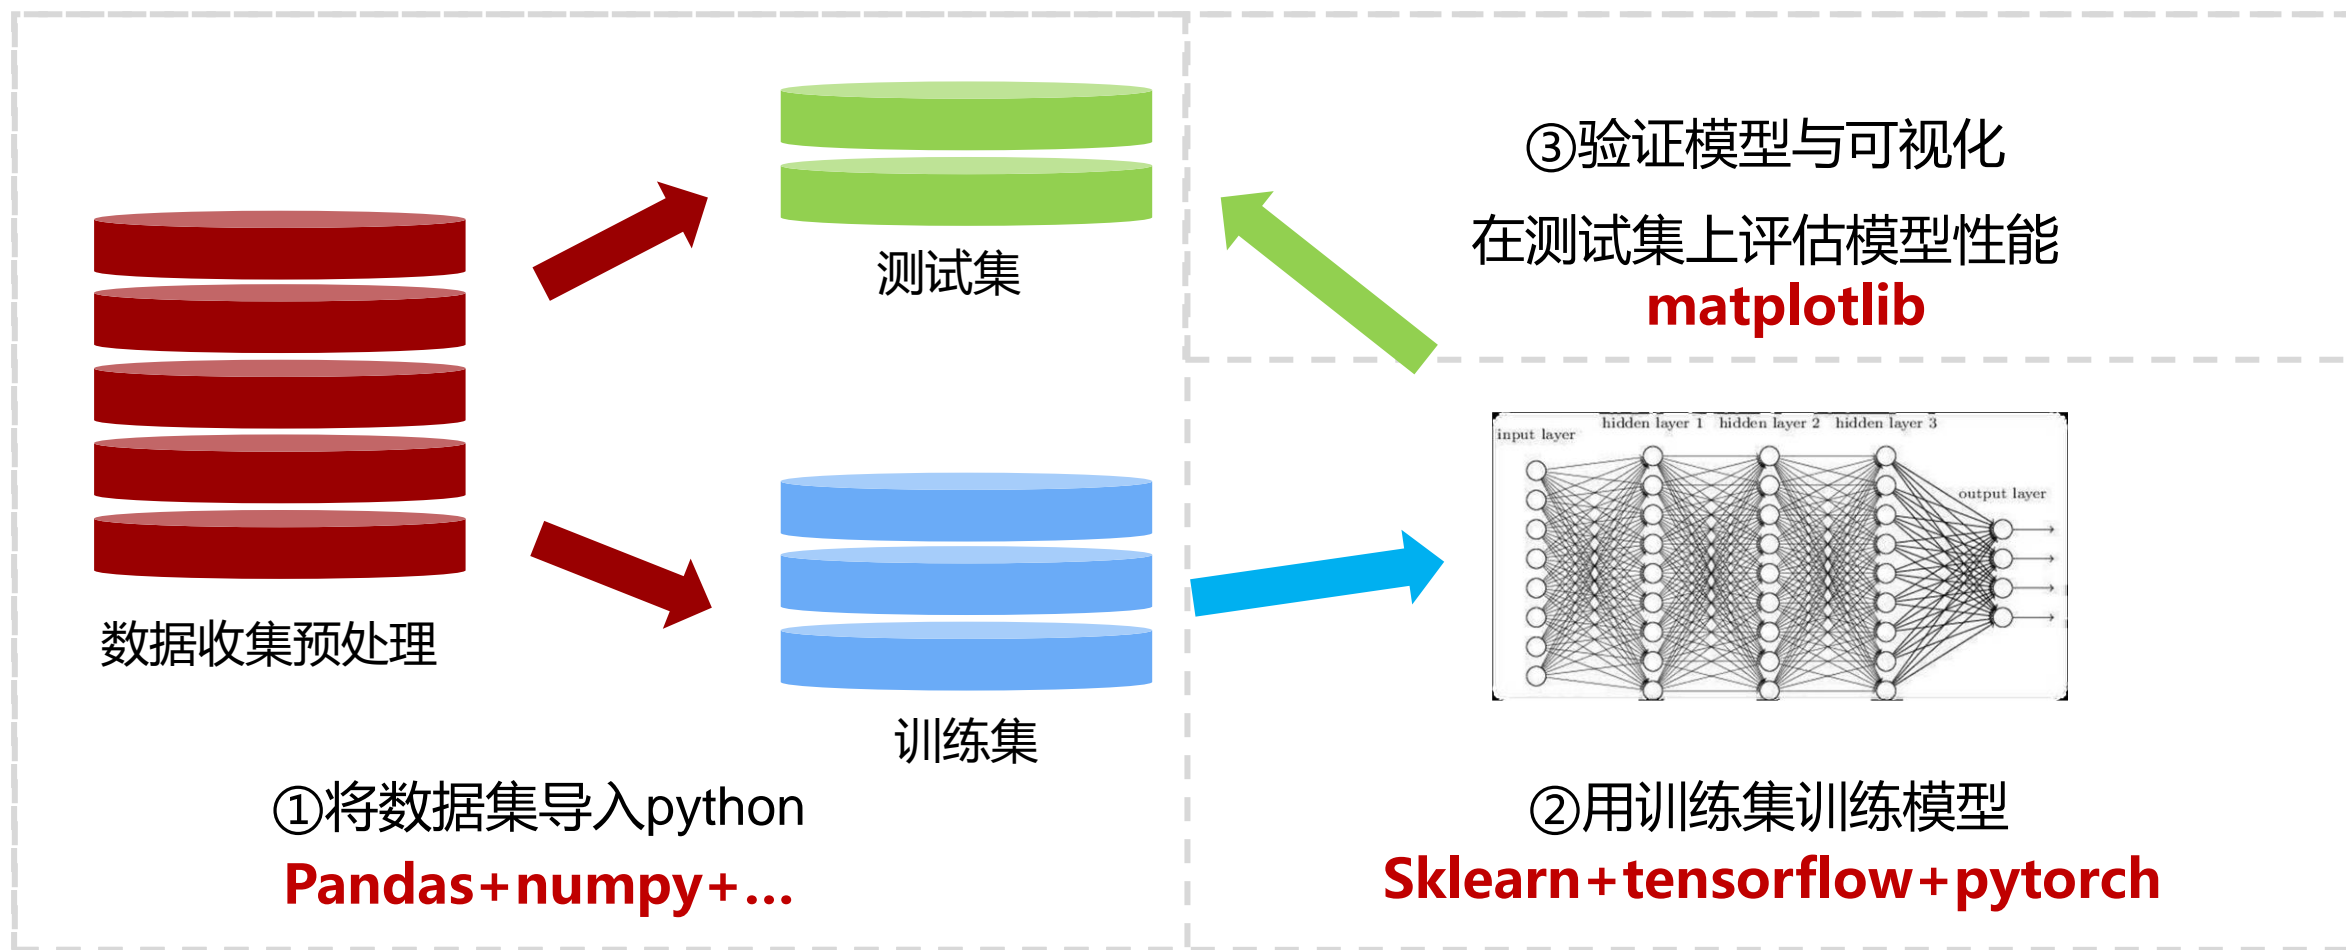 数据收集预处理
测试集
训练集
①将数据集导入python
Pandas+numpy+...
③验证模型与可视化
在测试集上评估模型性能
matplotlib
input layer
hidden layer 1
hidden layer 2
hidden layer 3
output layer
②用训练集训练模型
Sklearn+tensorflow+pytorch